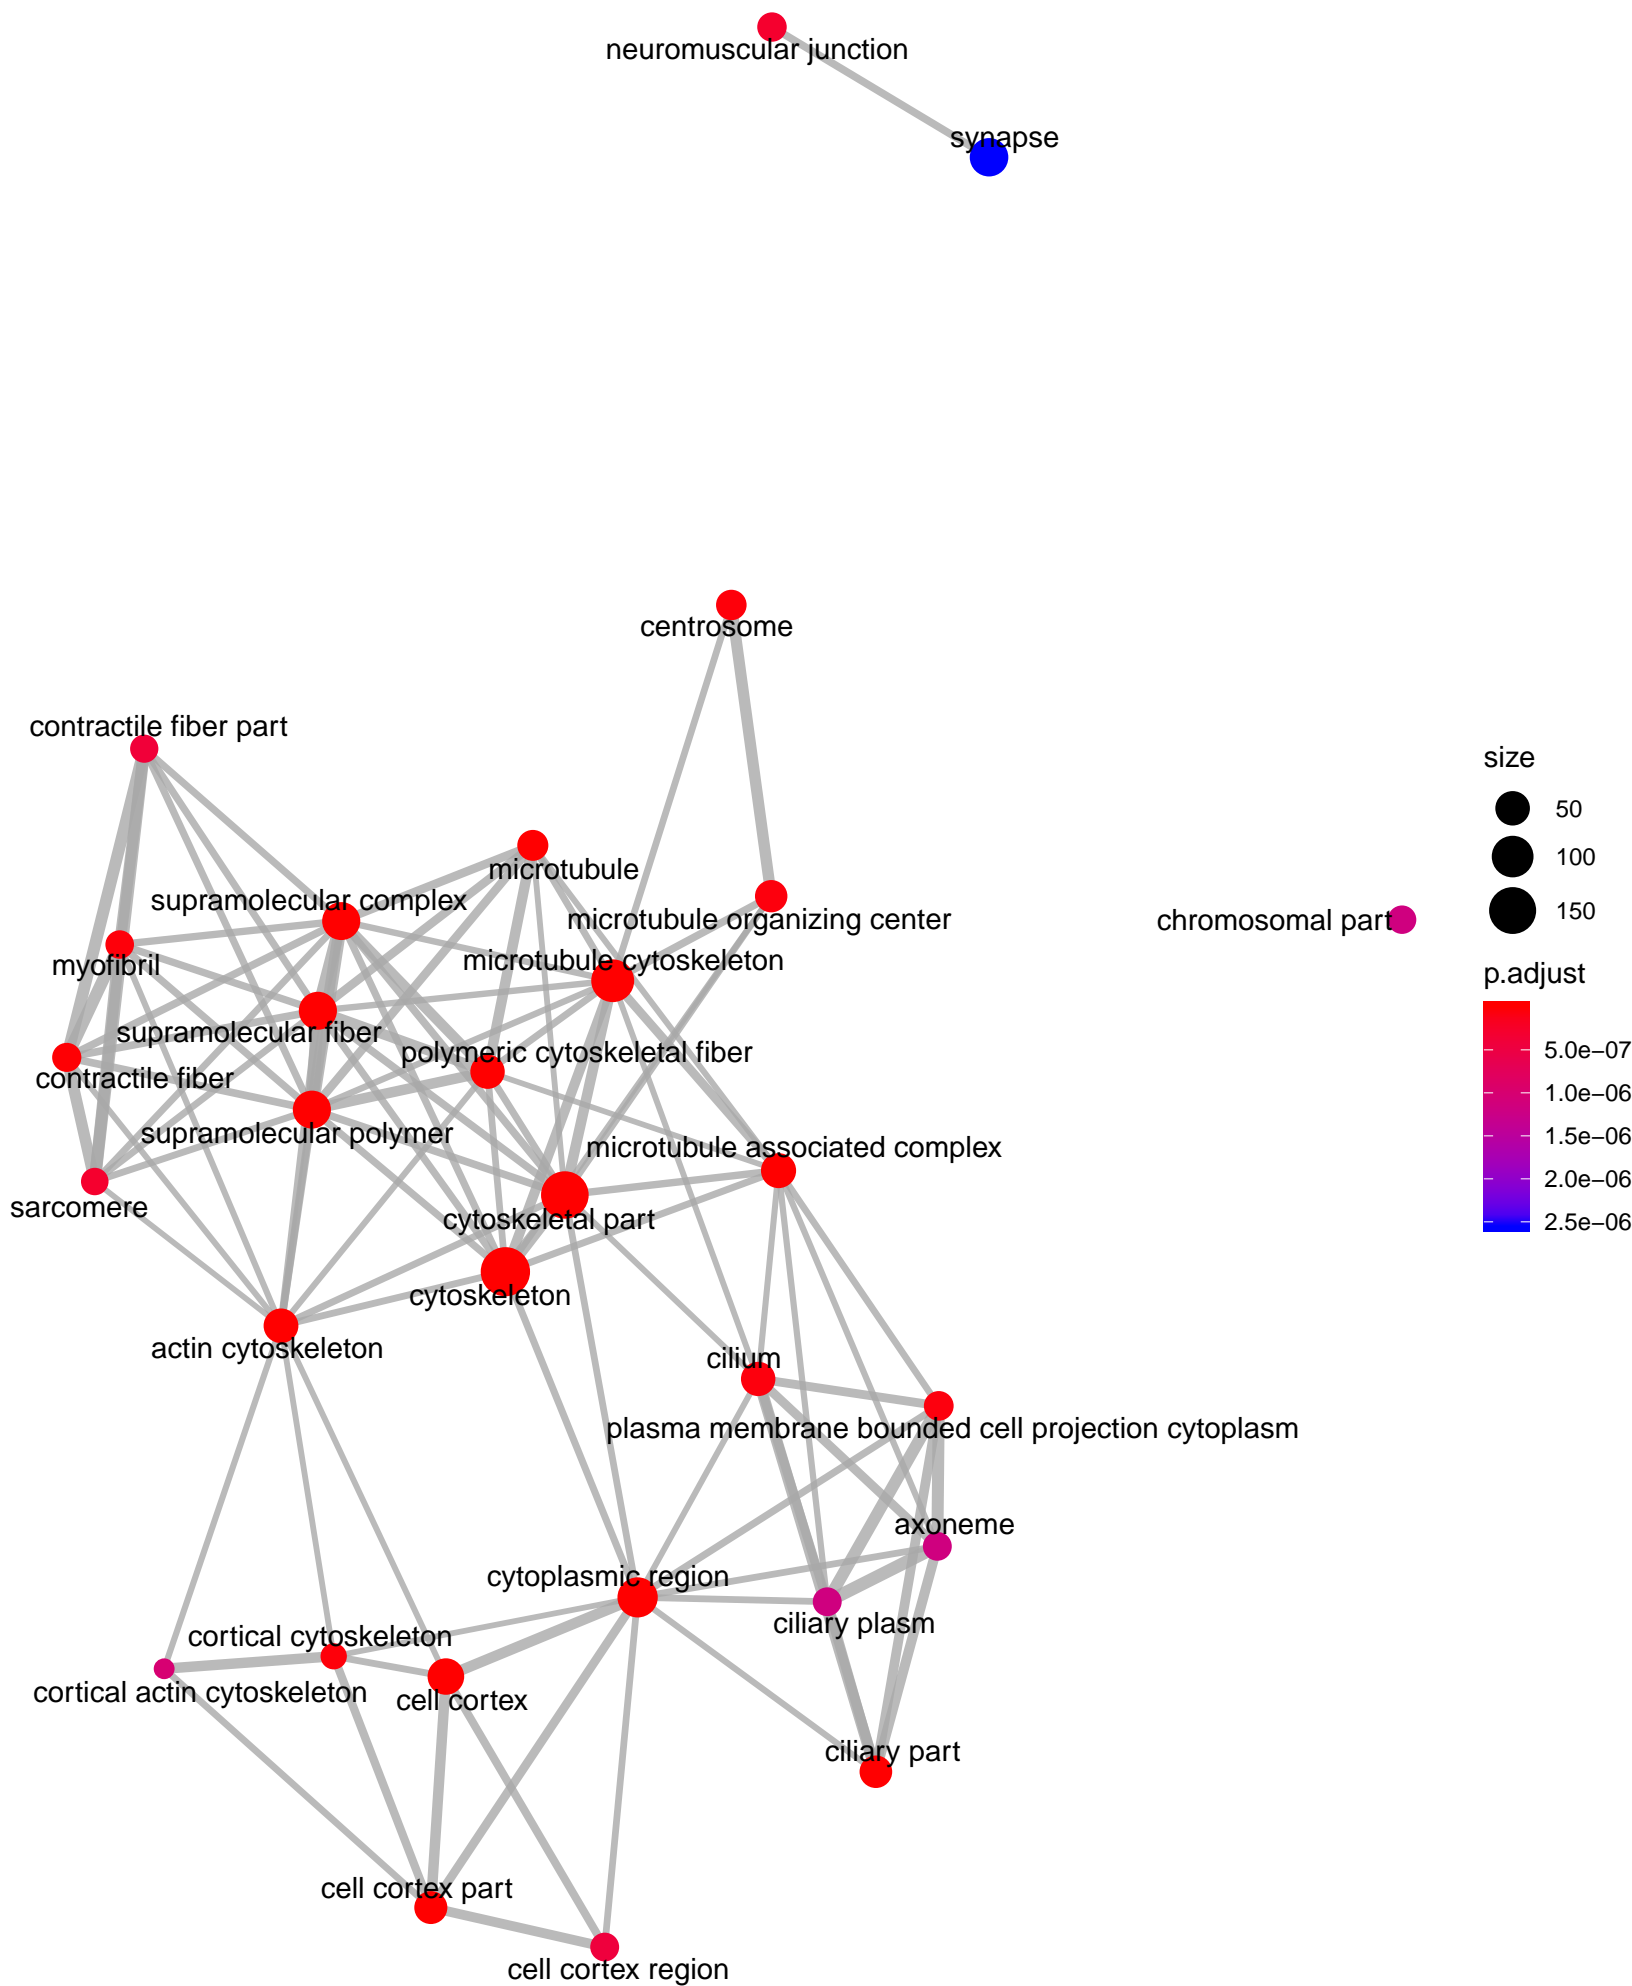 neuromuscular junction
synapse
centrosome
contractile fiber part
microtubule
supramolecular complex
microtubule organizing center
chromosomal part
myofibril
microtubule cytoskeleton
supramolecular fiber
polymeric cytoskeletal fiber
contractile fiber
supramolecular polymer
microtubule associated complex
sarcomere
cytoskeletal part
cytoskeleton
actin cytoskeleton
cilium
plasma membrane bounded cell projection cytoplasm
axoneme
cytoplasmic region
ciliary plasm
cortical cytoskeleton
cortical actin cytoskeleton
cell cortex
ciliary part
cell cortex part
cell cortex region
size
50
100
150
p.adjust
5.0e−07
1.0e−06
1.5e−06
2.0e−06
2.5e−06